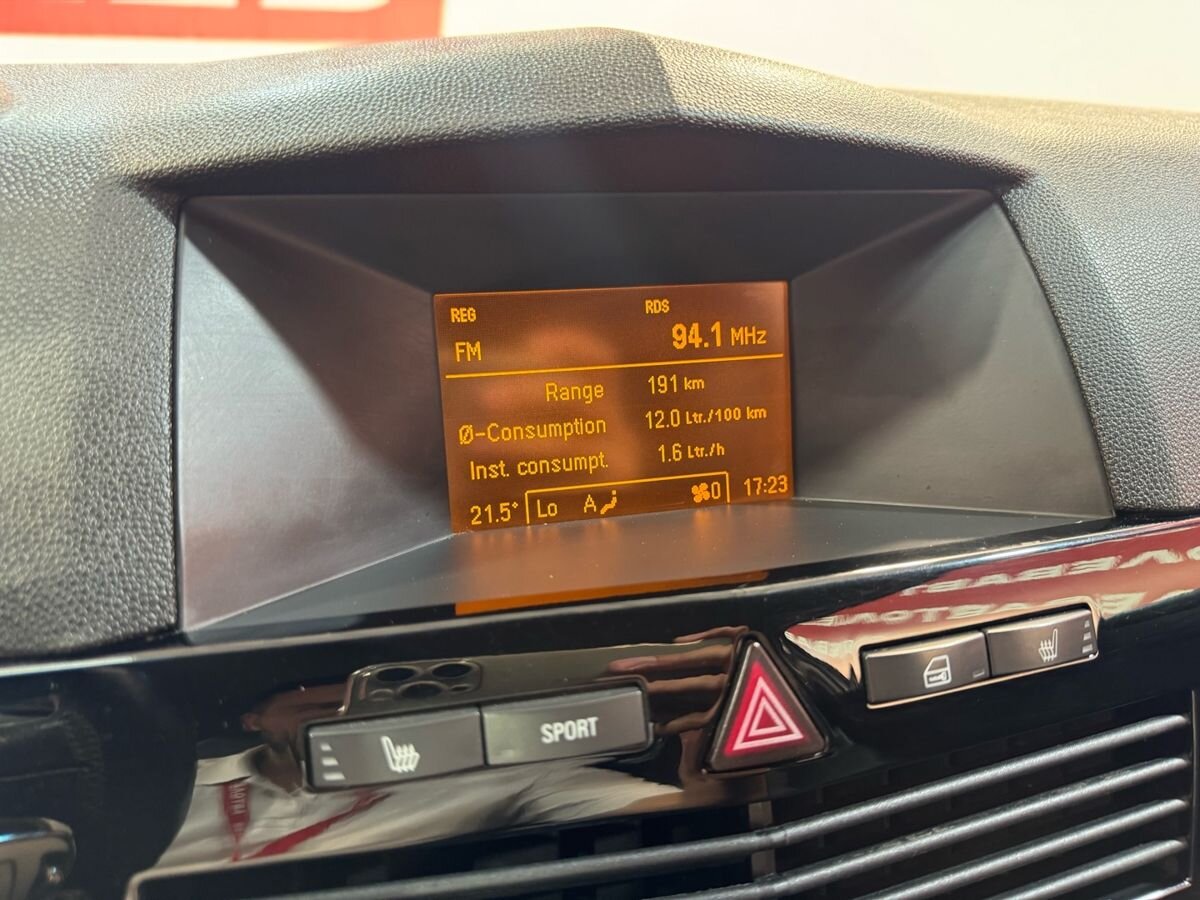 REG RDS
FM 94.1 MHz
Range 191 km
Ø-Consumption 12.0 Ltr./100 km
Inst. consumpt. 1.6 Ltr./h
21.5° Lo A 0 17:23
SPORT